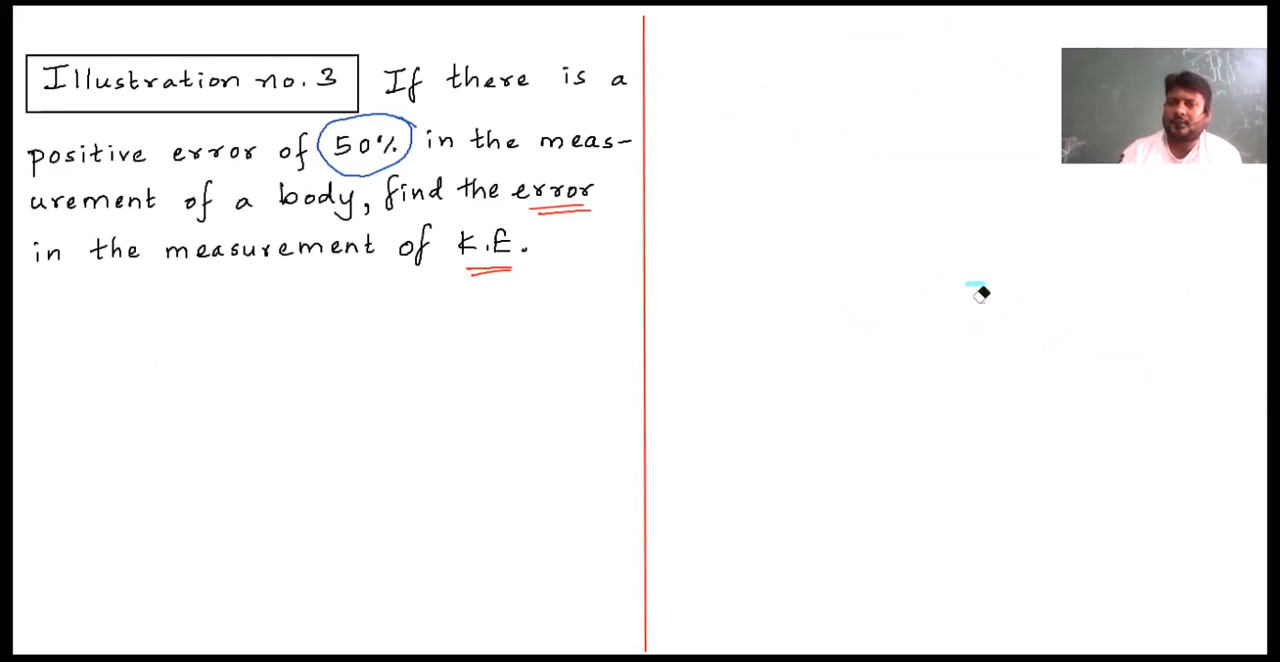 Illustration no. 3 If there is a
positive error of 50% in the meas-
urement of a body, find the error
in the measurement of K.E.